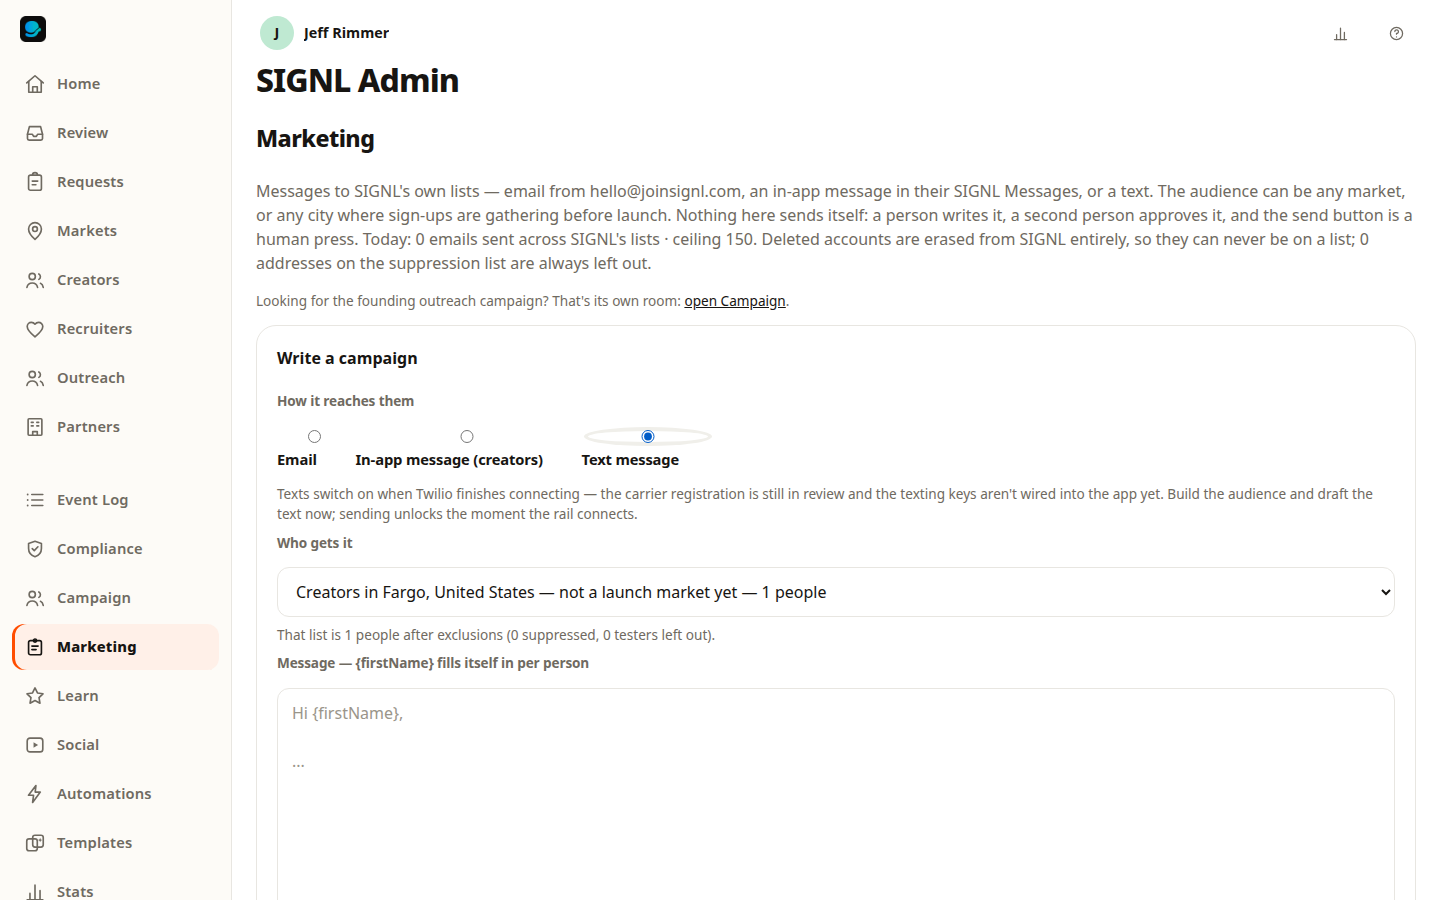 J
Jeff Rimmer
Home
Review
Requests
Markets
Creators
Recruiters
Outreach
Partners
Event Log
Compliance
Campaign
Marketing
Learn
Social
Automations
Templates
Stats
SIGNL Admin
Marketing
Messages to SIGNL's own lists — email from hello@joinsignl.com, an in-app message in their SIGNL Messages, or a text. The audience can be any market,
or any city where sign-ups are gathering before launch. Nothing here sends itself: a person writes it, a second person approves it, and the send button is a
human press. Today: 0 emails sent across SIGNL's lists · ceiling 150. Deleted accounts are erased from SIGNL entirely, so they can never be on a list; 0
addresses on the suppression list are always left out.
Looking for the founding outreach campaign? That's its own room: open Campaign.
Write a campaign
How it reaches them
Email
In-app message (creators)
Text message
Texts switch on when Twilio finishes connecting — the carrier registration is still in review and the texting keys aren't wired into the app yet. Build the audience and draft the
text now; sending unlocks the moment the rail connects.
Who gets it
Creators in Fargo, United States — not a launch market yet — 1 people
That list is 1 people after exclusions (0 suppressed, 0 testers left out).
Message — {firstName} fills itself in per person
Hi {firstName},
...